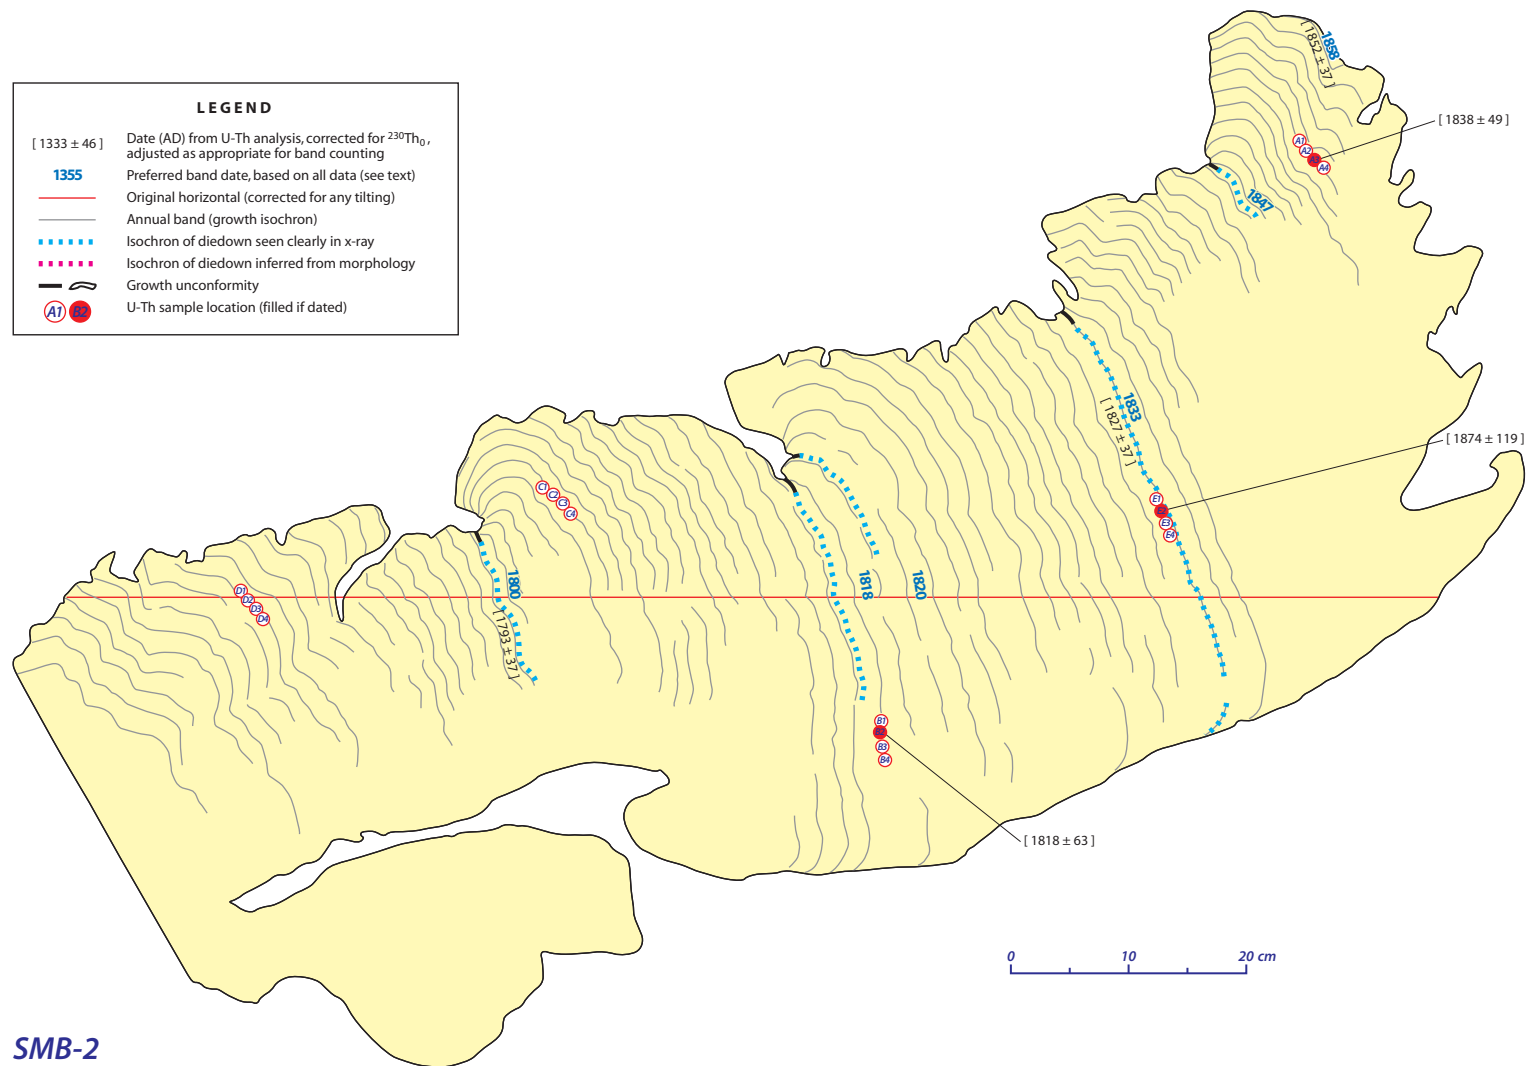 LEGEND
[ 1333 ± 46 ] Date (AD) from U-Th analysis, corrected for ²³⁰Th₀,
adjusted as appropriate for band counting
1355 Preferred band date, based on all data (see text)
Original horizontal (corrected for any tilting)
Annual band (growth isochron)
Isochron of diedown seen clearly in x-ray
Isochron of diedown inferred from morphology
Growth unconformity
A1 B2 U-Th sample location (filled if dated)
1858
[ 1852 ± 37 ]
[ 1838 ± 49 ]
A1
A2
A3
A4
1847
1833
[ 1827 ± 37 ]
[ 1874 ± 119 ]
E1
E2
E3
E4
C1
C2
C3
C4
D1
D2
D3
D4
1800
[ 1793 ± 37 ]
1818
1820
B1
B2
B3
B4
[ 1818 ± 63 ]
0 10 20 cm
SMB-2